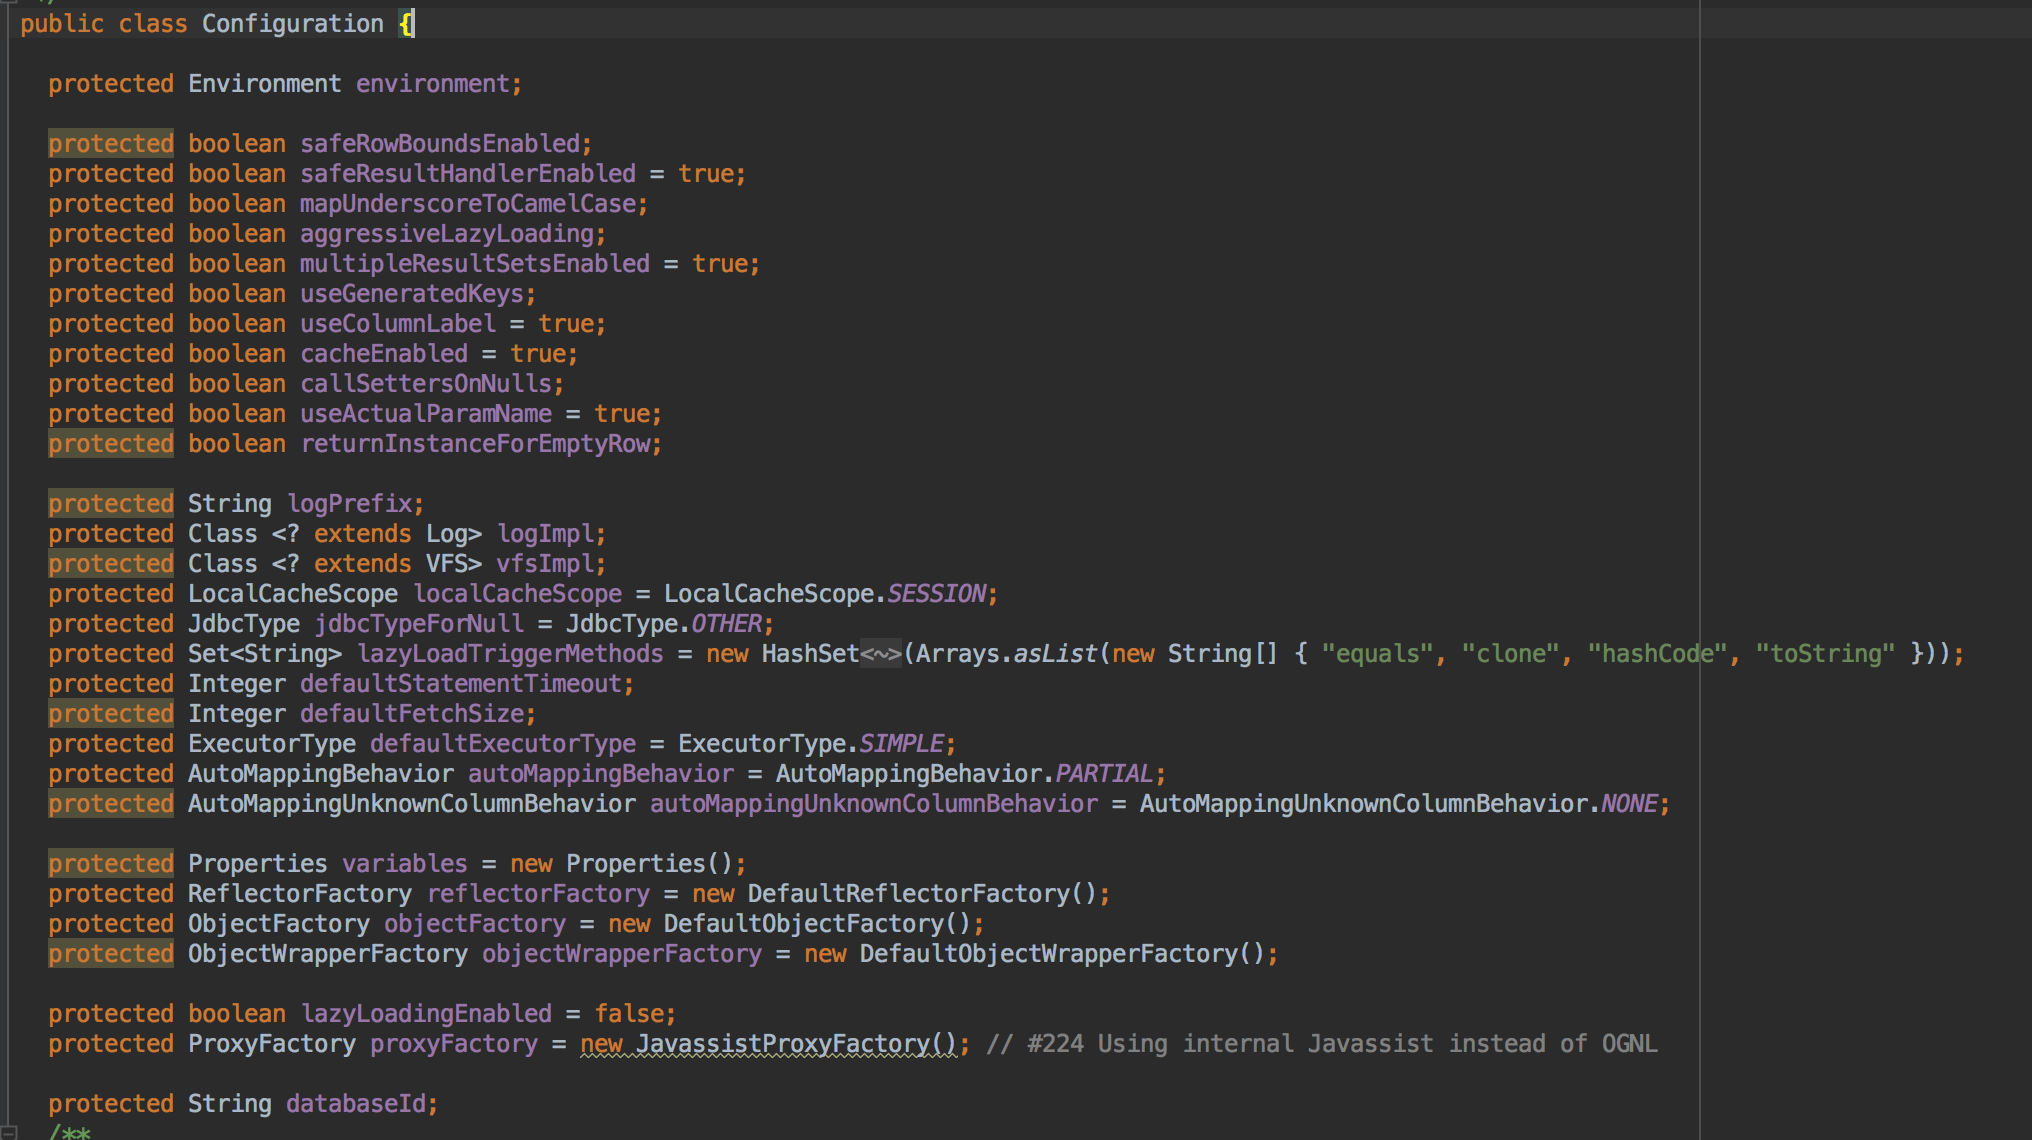 public class Configuration {
protected Environment environment;
protected boolean safeRowBoundsEnabled;
protected boolean safeResultHandlerEnabled = true;
protected boolean mapUnderscoreToCamelCase;
protected boolean aggressiveLazyLoading;
protected boolean multipleResultSetsEnabled = true;
protected boolean useGeneratedKeys;
protected boolean useColumnLabel = true;
protected boolean cacheEnabled = true;
protected boolean callSettersOnNulls;
protected boolean useActualParamName = true;
protected boolean returnInstanceForEmptyRow;
protected String logPrefix;
protected Class <? extends Log> logImpl;
protected Class <? extends VFS> vfsImpl;
protected LocalCacheScope localCacheScope = LocalCacheScope.SESSION;
protected JdbcType jdbcTypeForNull = JdbcType.OTHER;
protected Set<String> lazyLoadTriggerMethods = new HashSet<~>(Arrays.asList(new String[] { "equals", "clone", "hashCode", "toString" }));
protected Integer defaultStatementTimeout;
protected Integer defaultFetchSize;
protected ExecutorType defaultExecutorType = ExecutorType.SIMPLE;
protected AutoMappingBehavior autoMappingBehavior = AutoMappingBehavior.PARTIAL;
protected AutoMappingUnknownColumnBehavior autoMappingUnknownColumnBehavior = AutoMappingUnknownColumnBehavior.NONE;
protected Properties variables = new Properties();
protected ReflectorFactory reflectorFactory = new DefaultReflectorFactory();
protected ObjectFactory objectFactory = new DefaultObjectFactory();
protected ObjectWrapperFactory objectWrapperFactory = new DefaultObjectWrapperFactory();
protected boolean lazyLoadingEnabled = false;
protected ProxyFactory proxyFactory = new JavassistProxyFactory(); // #224 Using internal Javassist instead of OGNL
protected String databaseId;
/**